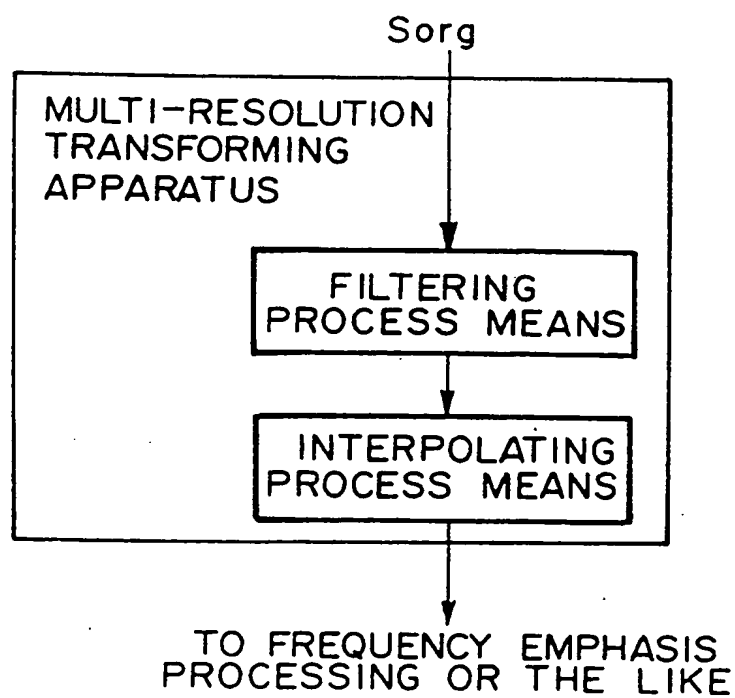 Sorg
MULTI-RESOLUTION
TRANSFORMING
APPARATUS
FILTERING
PROCESS MEANS
INTERPOLATING
PROCESS MEANS
TO FREQUENCY EMPHASIS
PROCESSING OR THE LIKE